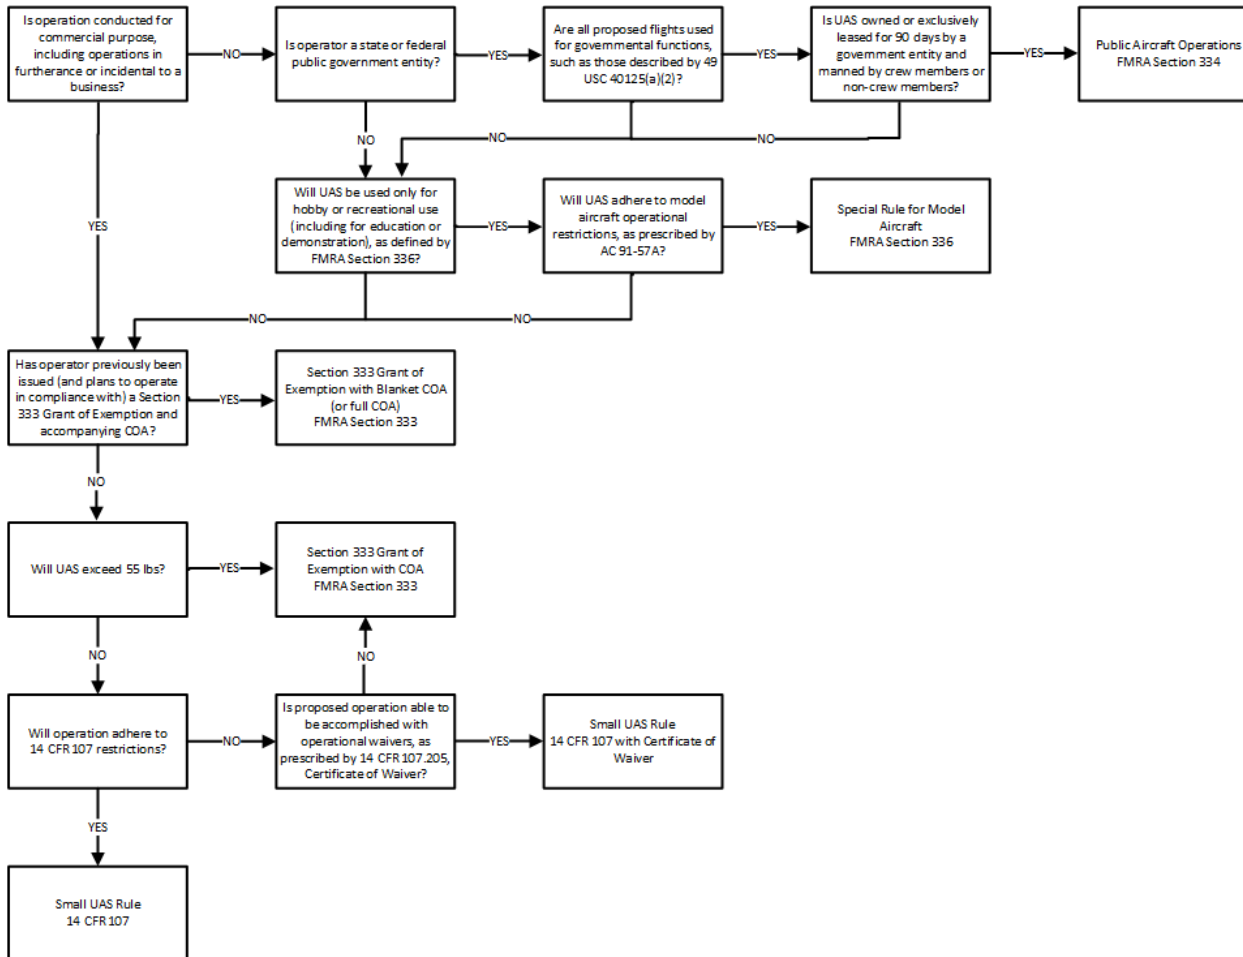 Is operation conducted for
commercial purpose,
including operations in
furtherance or incidental to a
business?
NO
Is operator a state or federal
public government entity?
YES
Are all proposed flights used
for governmental functions,
such as those described by 49
USC 40125(a)(2)?
YES
Is UAS owned or exclusively
leased for 90 days by a
government entity and
manned by crew members or
non-crew members?
YES
Public Aircraft Operations
FMRA Section 334
NO
NO
NO
YES
Will UAS be used only for
hobby or recreational use
(including for education or
demonstration), as defined by
FMRA Section 336?
YES
Will UAS adhere to model
aircraft operational
restrictions, as prescribed by
AC 91-57A?
YES
Special Rule for Model
Aircraft
FMRA Section 336
NO
NO
Has operator previously been
issued (and plans to operate
in compliance with) a Section
333 Grant of Exemption and
accompanying COA?
YES
Section 333 Grant of
Exemption with Blanket COA
(or full COA)
FMRA Section 333
NO
Will UAS exceed 55 lbs?
YES
Section 333 Grant of
Exemption with COA
FMRA Section 333
NO
NO
Will operation adhere to
14 CFR 107 restrictions?
NO
Is proposed operation able to
be accomplished with
operational waivers, as
prescribed by 14 CFR 107.205,
Certificate of Waiver?
YES
Small UAS Rule
14 CFR 107 with Certificate of
Waiver
YES
Small UAS Rule
14 CFR 107